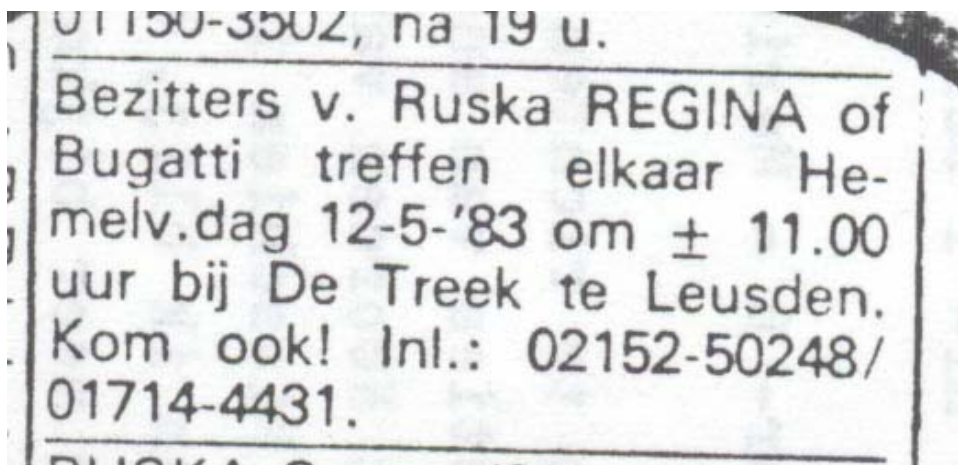 01150-3502, na 19 u.
Bezitters v. Ruska REGINA of
Bugatti treffen elkaar He-
melv.dag 12-5-'83 om ± 11.00
uur bij De Treek te Leusden.
Kom ook! Inl.: 02152-50248/
01714-4431.
RUSKA